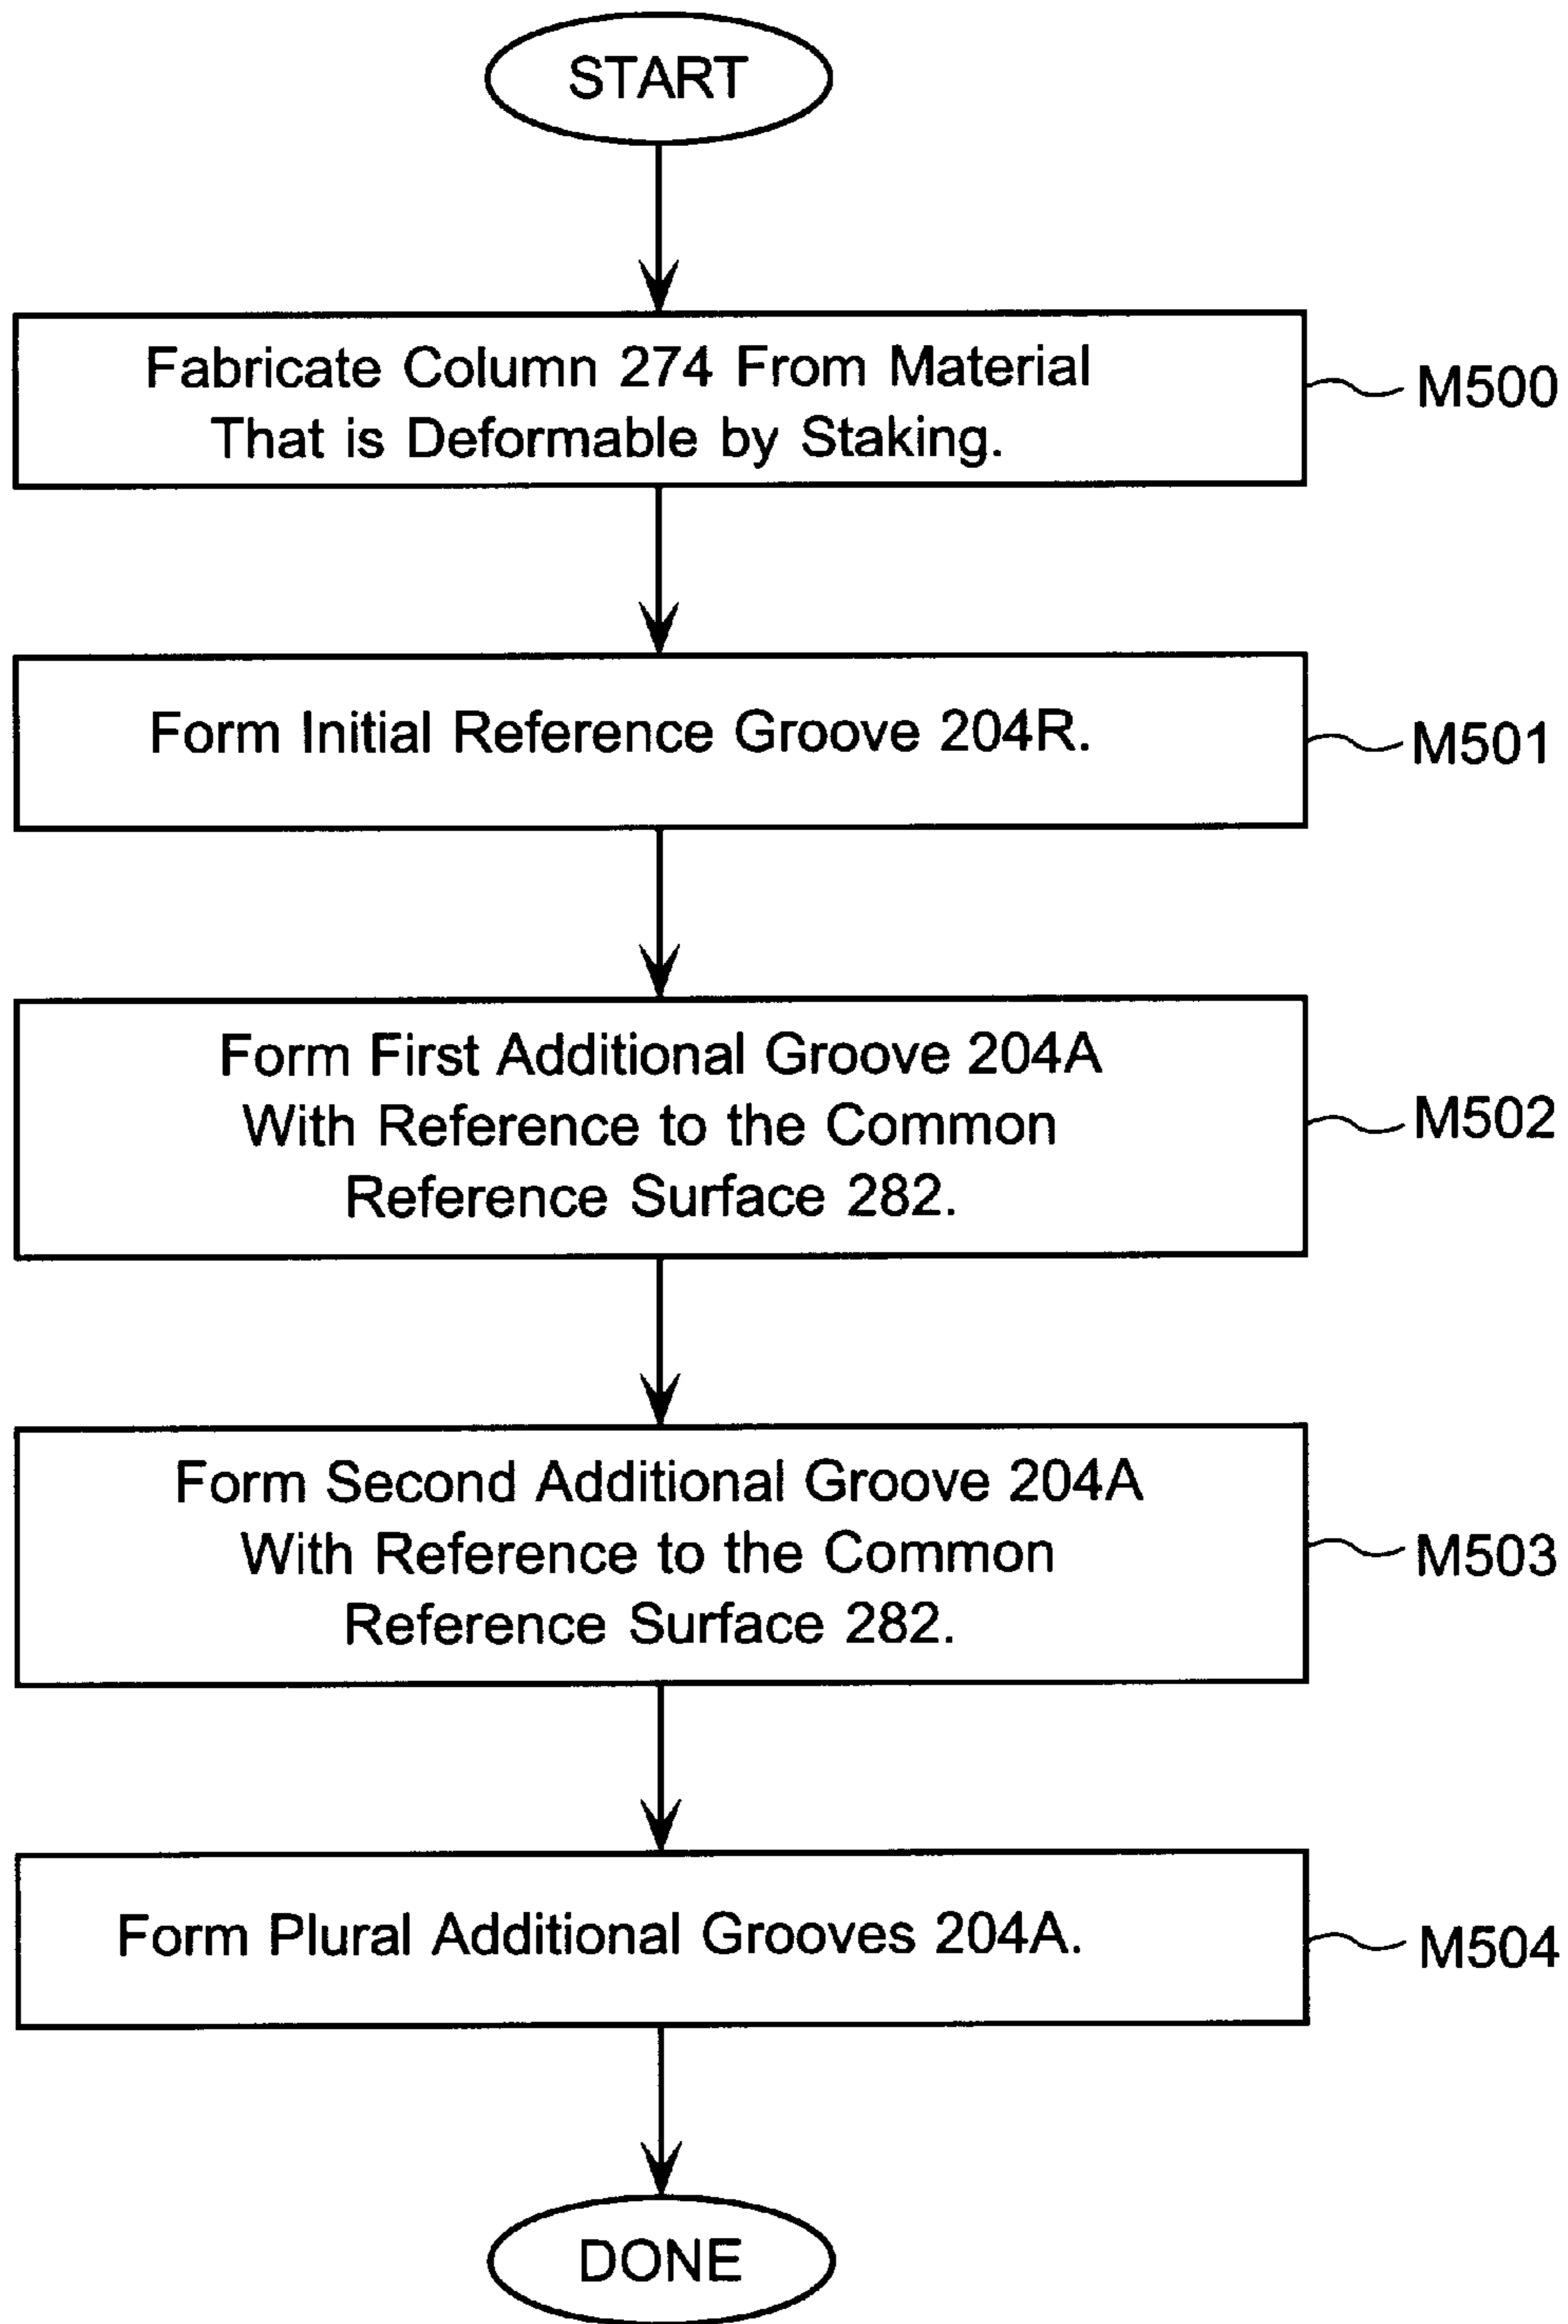 START
Fabricate Column 274 From Material
That is Deformable by Staking.
M500
Form Initial Reference Groove 204R.
M501
Form First Additional Groove 204A
With Reference to the Common
Reference Surface 282.
M502
Form Second Additional Groove 204A
With Reference to the Common
Reference Surface 282.
M503
Form Plural Additional Grooves 204A.
M504
DONE